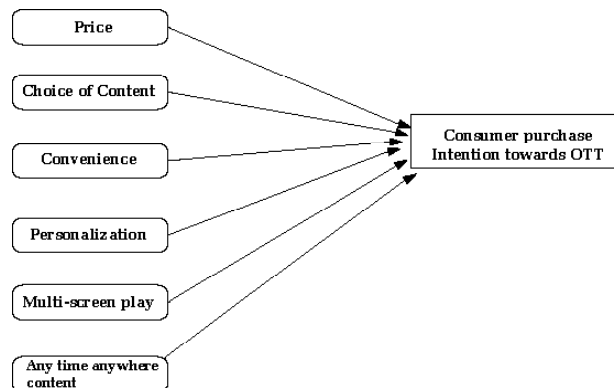 Price
Choice of Content
Convenience
Personalization
Multi-screen play
Any time anywhere
content
Consumer purchase
Intention towards OTT